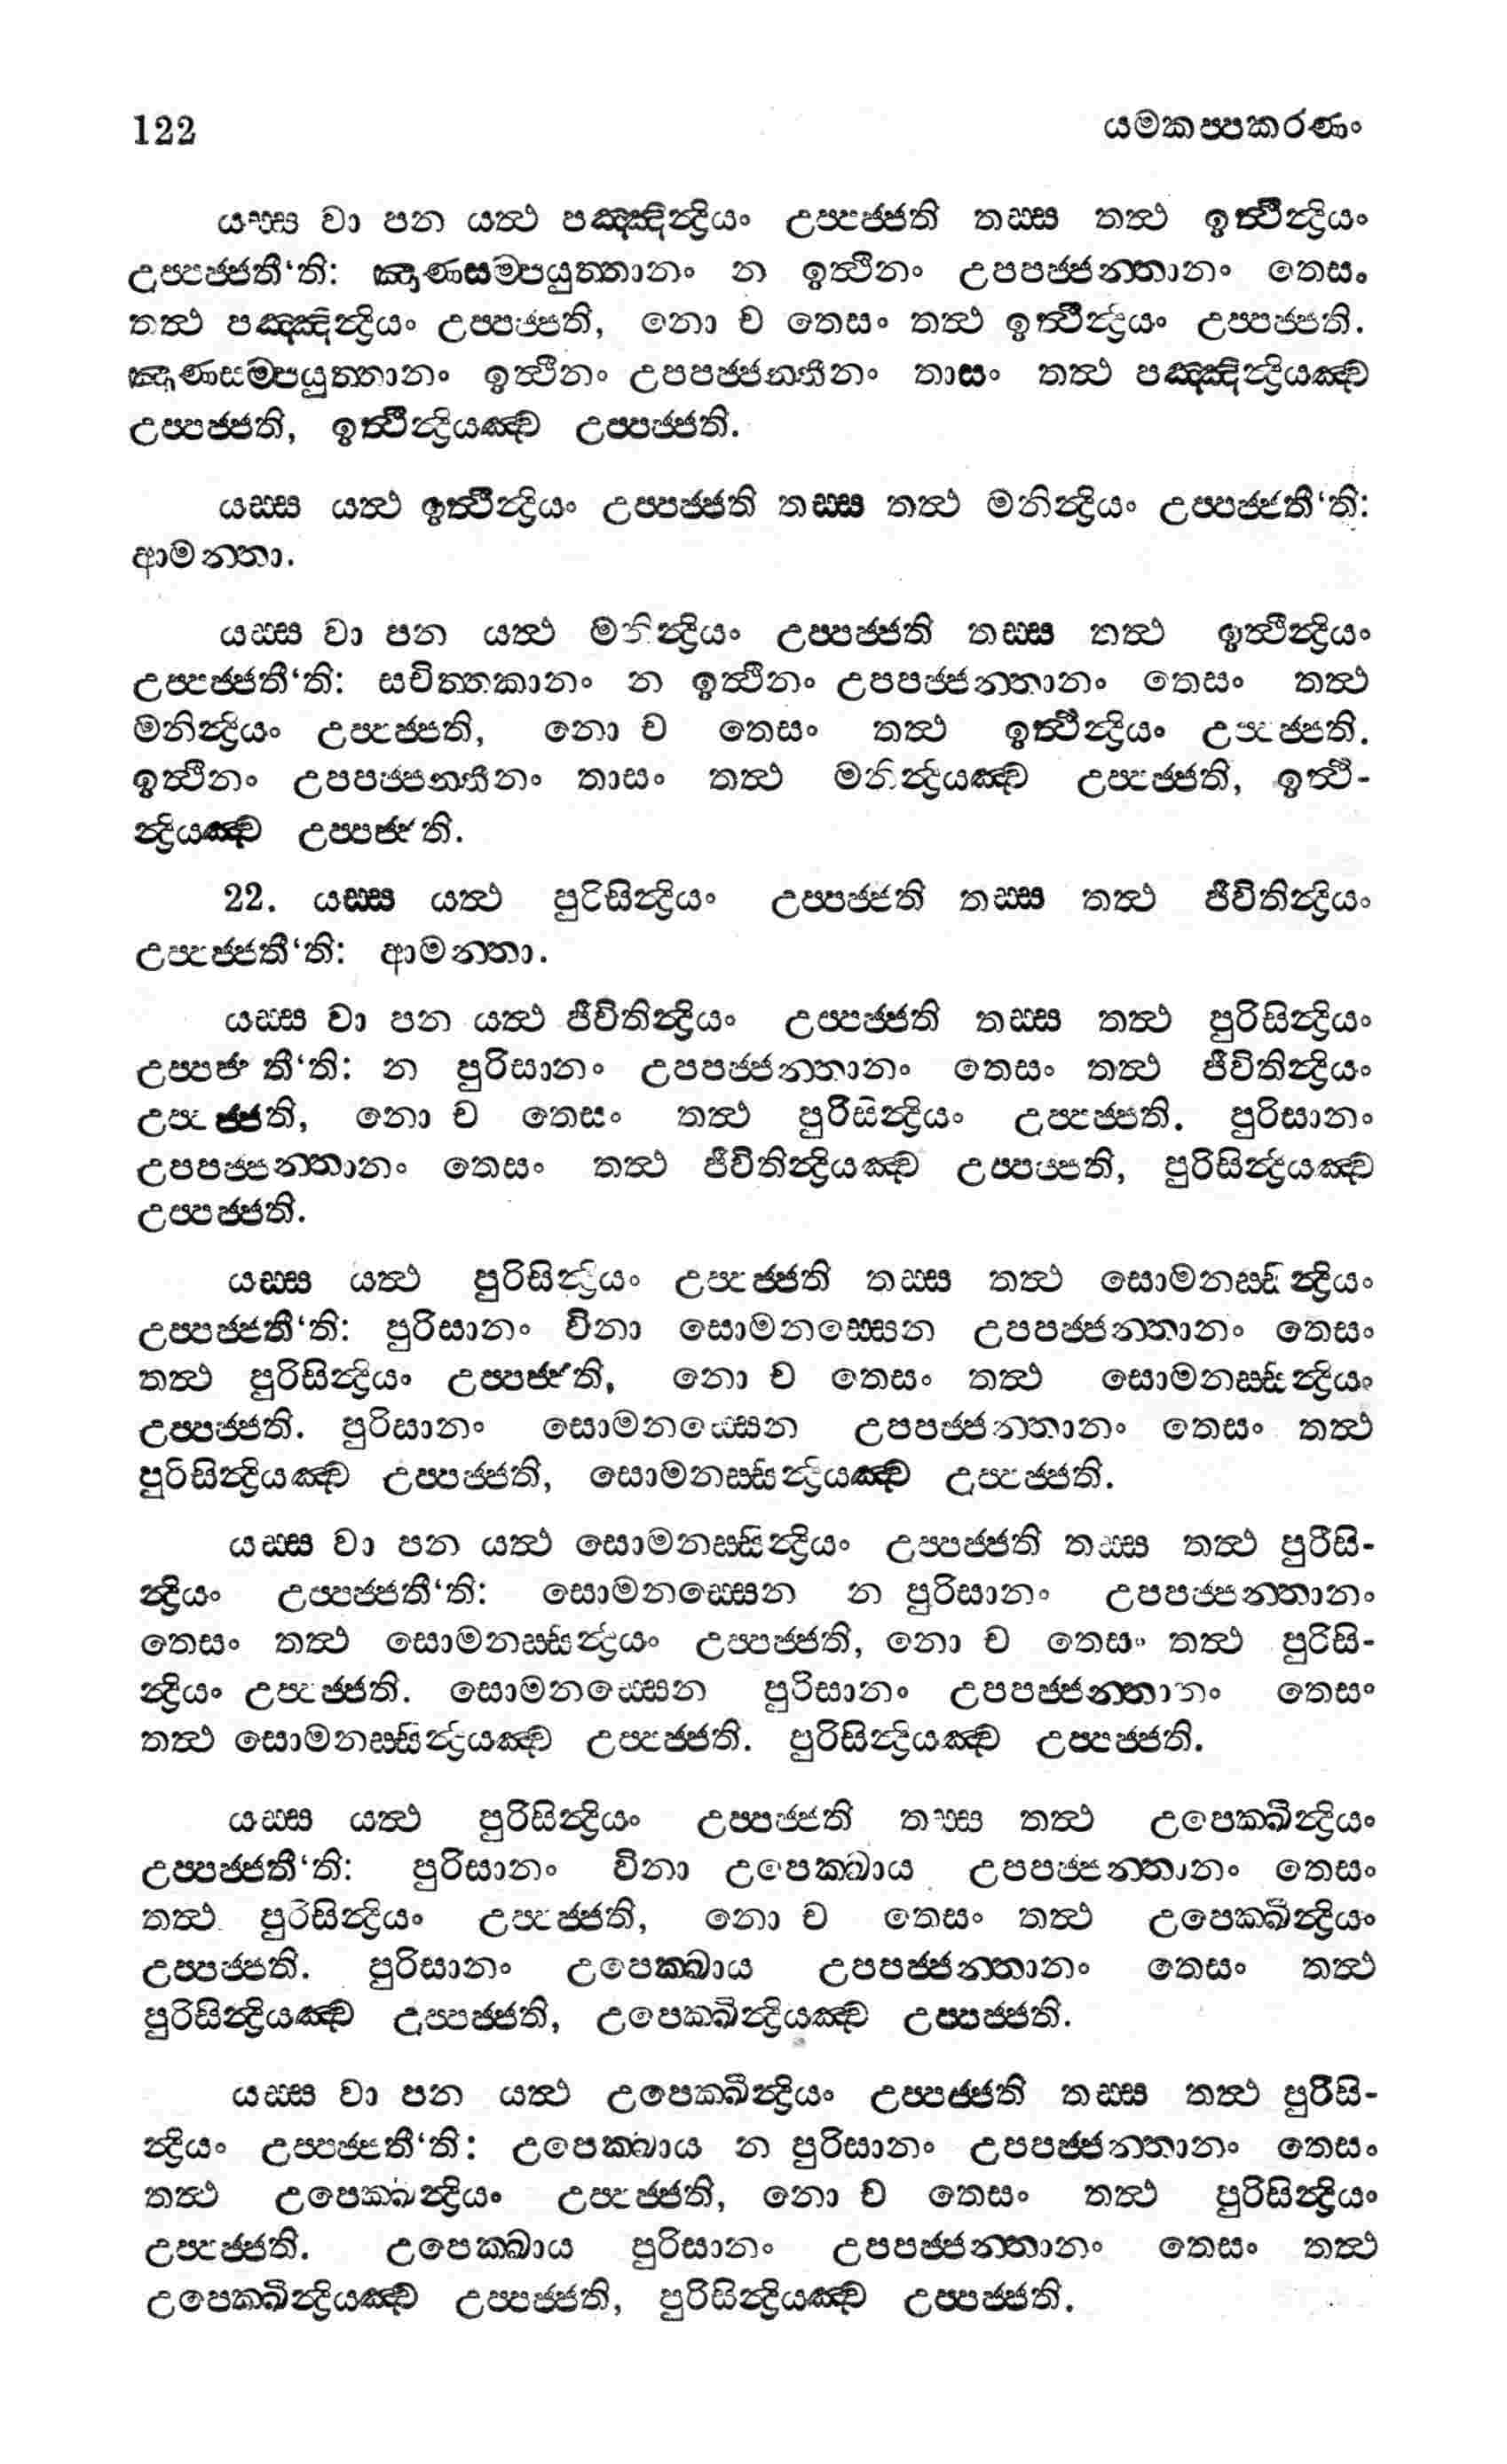 122 යමකප්පකරණං
යස්ස වා පන යත්ථ පඤ්ඤින්ද්‍රියං උප්පජ්ජති තස්ස තත්ථ ඉත්ථීන්ද්‍රියං
උප්පජ්ජතී‘ති: ඤාණසම්පයුත්තානං න ඉත්ථිනං උපපජ්ජන්තානං තෙසං
තත්ථ පඤ්ඤින්ද්‍රියං උප්පජ්ජති, නො ච තෙසං තත්ථ ඉත්ථීන්ද්‍රියං උප්පජ්ජති.
ඤාණසම්පයුත්තානං ඉත්ථීනං උපපජ්ජන්තීනං තාසං තත්ථ පඤ්ඤින්ද්‍රියඤ්ච
උප්පජ්ජති, ඉත්ථීන්ද්‍රියඤ්ච උප්පජ්ජති.
යස්ස යත්ථ ඉත්ථීන්ද්‍රියං උප්පජ්ජති තස්ස තත්ථ මනින්ද්‍රියං උප්පජ්ජතී‘ති:
ආමන්තා.
යස්ස වා පන යත්ථ මනින්ද්‍රියං උප්පජ්ජති තස්ස තත්ථ ඉත්ථීන්ද්‍රියං
උප්පජ්ජතී‘ති: සචිත්තකානං න ඉත්ථීනං උපපජ්ජන්තානං තෙසං තත්ථ
මනින්ද්‍රියං උප්පජ්ජති, නො ච තෙසං තත්ථ ඉත්ථීන්ද්‍රියං උප්පජ්ජති.
ඉත්ථීනං උපපජ්ජන්තීනං තාසං තත්ථ මනින්ද්‍රියඤ්ච උප්පජ්ජති, ඉත්ථි-
න්ද්‍රියඤ්ච උප්පජ්ජති.
22. යස්ස යත්ථ පුරිසින්ද්‍රියං උප්පජ්ජති තස්ස තත්ථ ජීවිතින්ද්‍රියං
උප්පජ්ජතී‘ති: ආමන්තා.
යස්ස වා පන යත්ථ ජීවිතින්ද්‍රියං උප්පජ්ජති තස්ස තත්ථ පුරිසින්ද්‍රියං
උප්පජ්ජතී‘ති: න පුරිසානං උපපජ්ජන්තානං තෙසං තත්ථ ජීවිතින්ද්‍රියං
උප්පජ්ජති, නො ච තෙසං තත්ථ පුරිසින්ද්‍රියං උප්පජ්ජති. පුරිසානං
උපපජ්ජන්තානං තෙසං තත්ථ ජීවිතින්ද්‍රියඤ්ච උප්පජ්ජති, පුරිසින්ද්‍රියඤ්ච
උප්පජ්ජති.
යස්ස යත්ථ පුරිසින්ද්‍රියං උප්පජ්ජති තස්ස තත්ථ සොමනස්සින්ද්‍රියං
උප්පජ්ජතී‘ති: පුරිසානං විනා සොමනස්සෙන උපපජ්ජන්තානං තෙසං
තත්ථ පුරිසින්ද්‍රියං උප්පජ්ජති, නො ච තෙසං තත්ථ සොමනස්සින්ද්‍රියං
උප්පජ්ජති. පුරිසානං සොමනස්සෙන උපපජ්ජන්තානං තෙසං තත්ථ
පුරිසින්ද්‍රියඤ්ච උප්පජ්ජති, සොමනස්සින්ද්‍රියඤ්ච උප්පජ්ජති.
යස්ස වා පන යත්ථ සොමනස්සින්ද්‍රියං උප්පජ්ජති තස්ස තත්ථ පුරිසි-
න්ද්‍රියං උප්පජ්ජතී‘ති: සොමනස්සෙන න පුරිසානං උපපජ්ජන්තානං
තෙසං තත්ථ සොමනස්සින්ද්‍රියං උප්පජ්ජති, නො ච තෙසං තත්ථ පුරිසි-
න්ද්‍රියං උප්පජ්ජති. සොමනස්සෙන පුරිසානං උපපජ්ජන්තානං තෙසං
තත්ථ සොමනස්සින්ද්‍රියඤ්ච උප්පජ්ජති. පුරිසින්ද්‍රියඤ්ච උප්පජ්ජති.
යස්ස යත්ථ පුරිසින්ද්‍රියං උප්පජ්ජති තස්ස තත්ථ උපෙක්ඛින්ද්‍රියං
උප්පජ්ජතී‘ති: පුරිසානං විනා උපෙක්ඛාය උපපජ්ජන්තානං තෙසං
තත්ථ පුරිසින්ද්‍රියං උප්පජ්ජති, නො ච තෙසං තත්ථ උපෙක්ඛින්ද්‍රියං
උප්පජ්ජති. පුරිසානං උපෙක්ඛාය උපපජ්ජන්තානං තෙසං තත්ථ
පුරිසින්ද්‍රියඤ්ච උප්පජ්ජති, උපෙක්ඛින්ද්‍රියඤ්ච උප්පජ්ජති.
යස්ස වා පන යත්ථ උපෙක්ඛින්ද්‍රියං උප්පජ්ජති තස්ස තත්ථ පුරිසි-
න්ද්‍රියං උප්පජ්ජතී‘ති: උපෙක්ඛාය න පුරිසානං උපපජ්ජන්තානං තෙසං
තත්ථ උපෙක්ඛින්ද්‍රියං උප්පජ්ජති, නො ච තෙසං තත්ථ පුරිසින්ද්‍රියං
උප්පජ්ජති. උපෙක්ඛාය පුරිසානං උපපජ්ජන්තානං තෙසං තත්ථ
උපෙක්ඛින්ද්‍රියඤ්ච උප්පජ්ජති, පුරිසින්ද්‍රියඤ්ච උප්පජ්ජති.